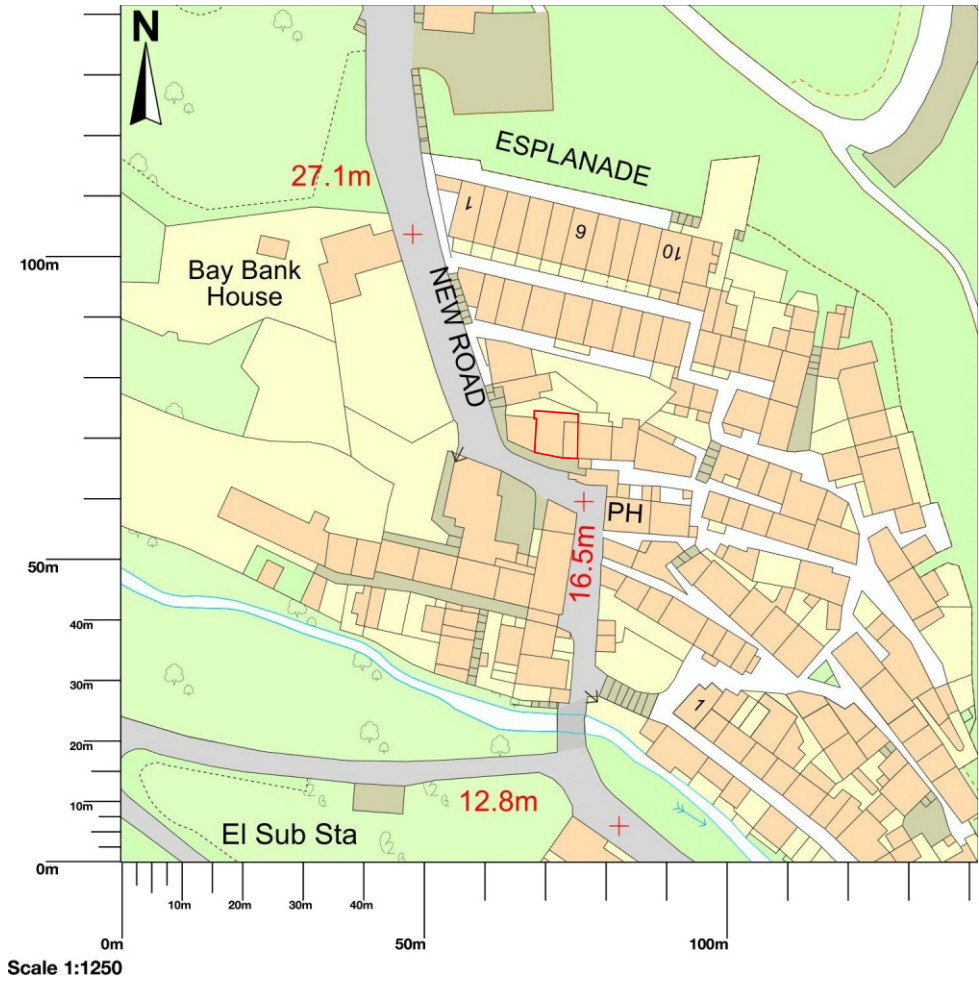 N
ESPLANADE
27.1m
1
6
10
100m
Bay Bank
House
NEW ROAD
PH
16.5m
50m
40m
30m
1
20m
12.8m
10m
El Sub Sta
0m
10m
20m
30m
40m
0m
50m
100m
Scale 1:1250